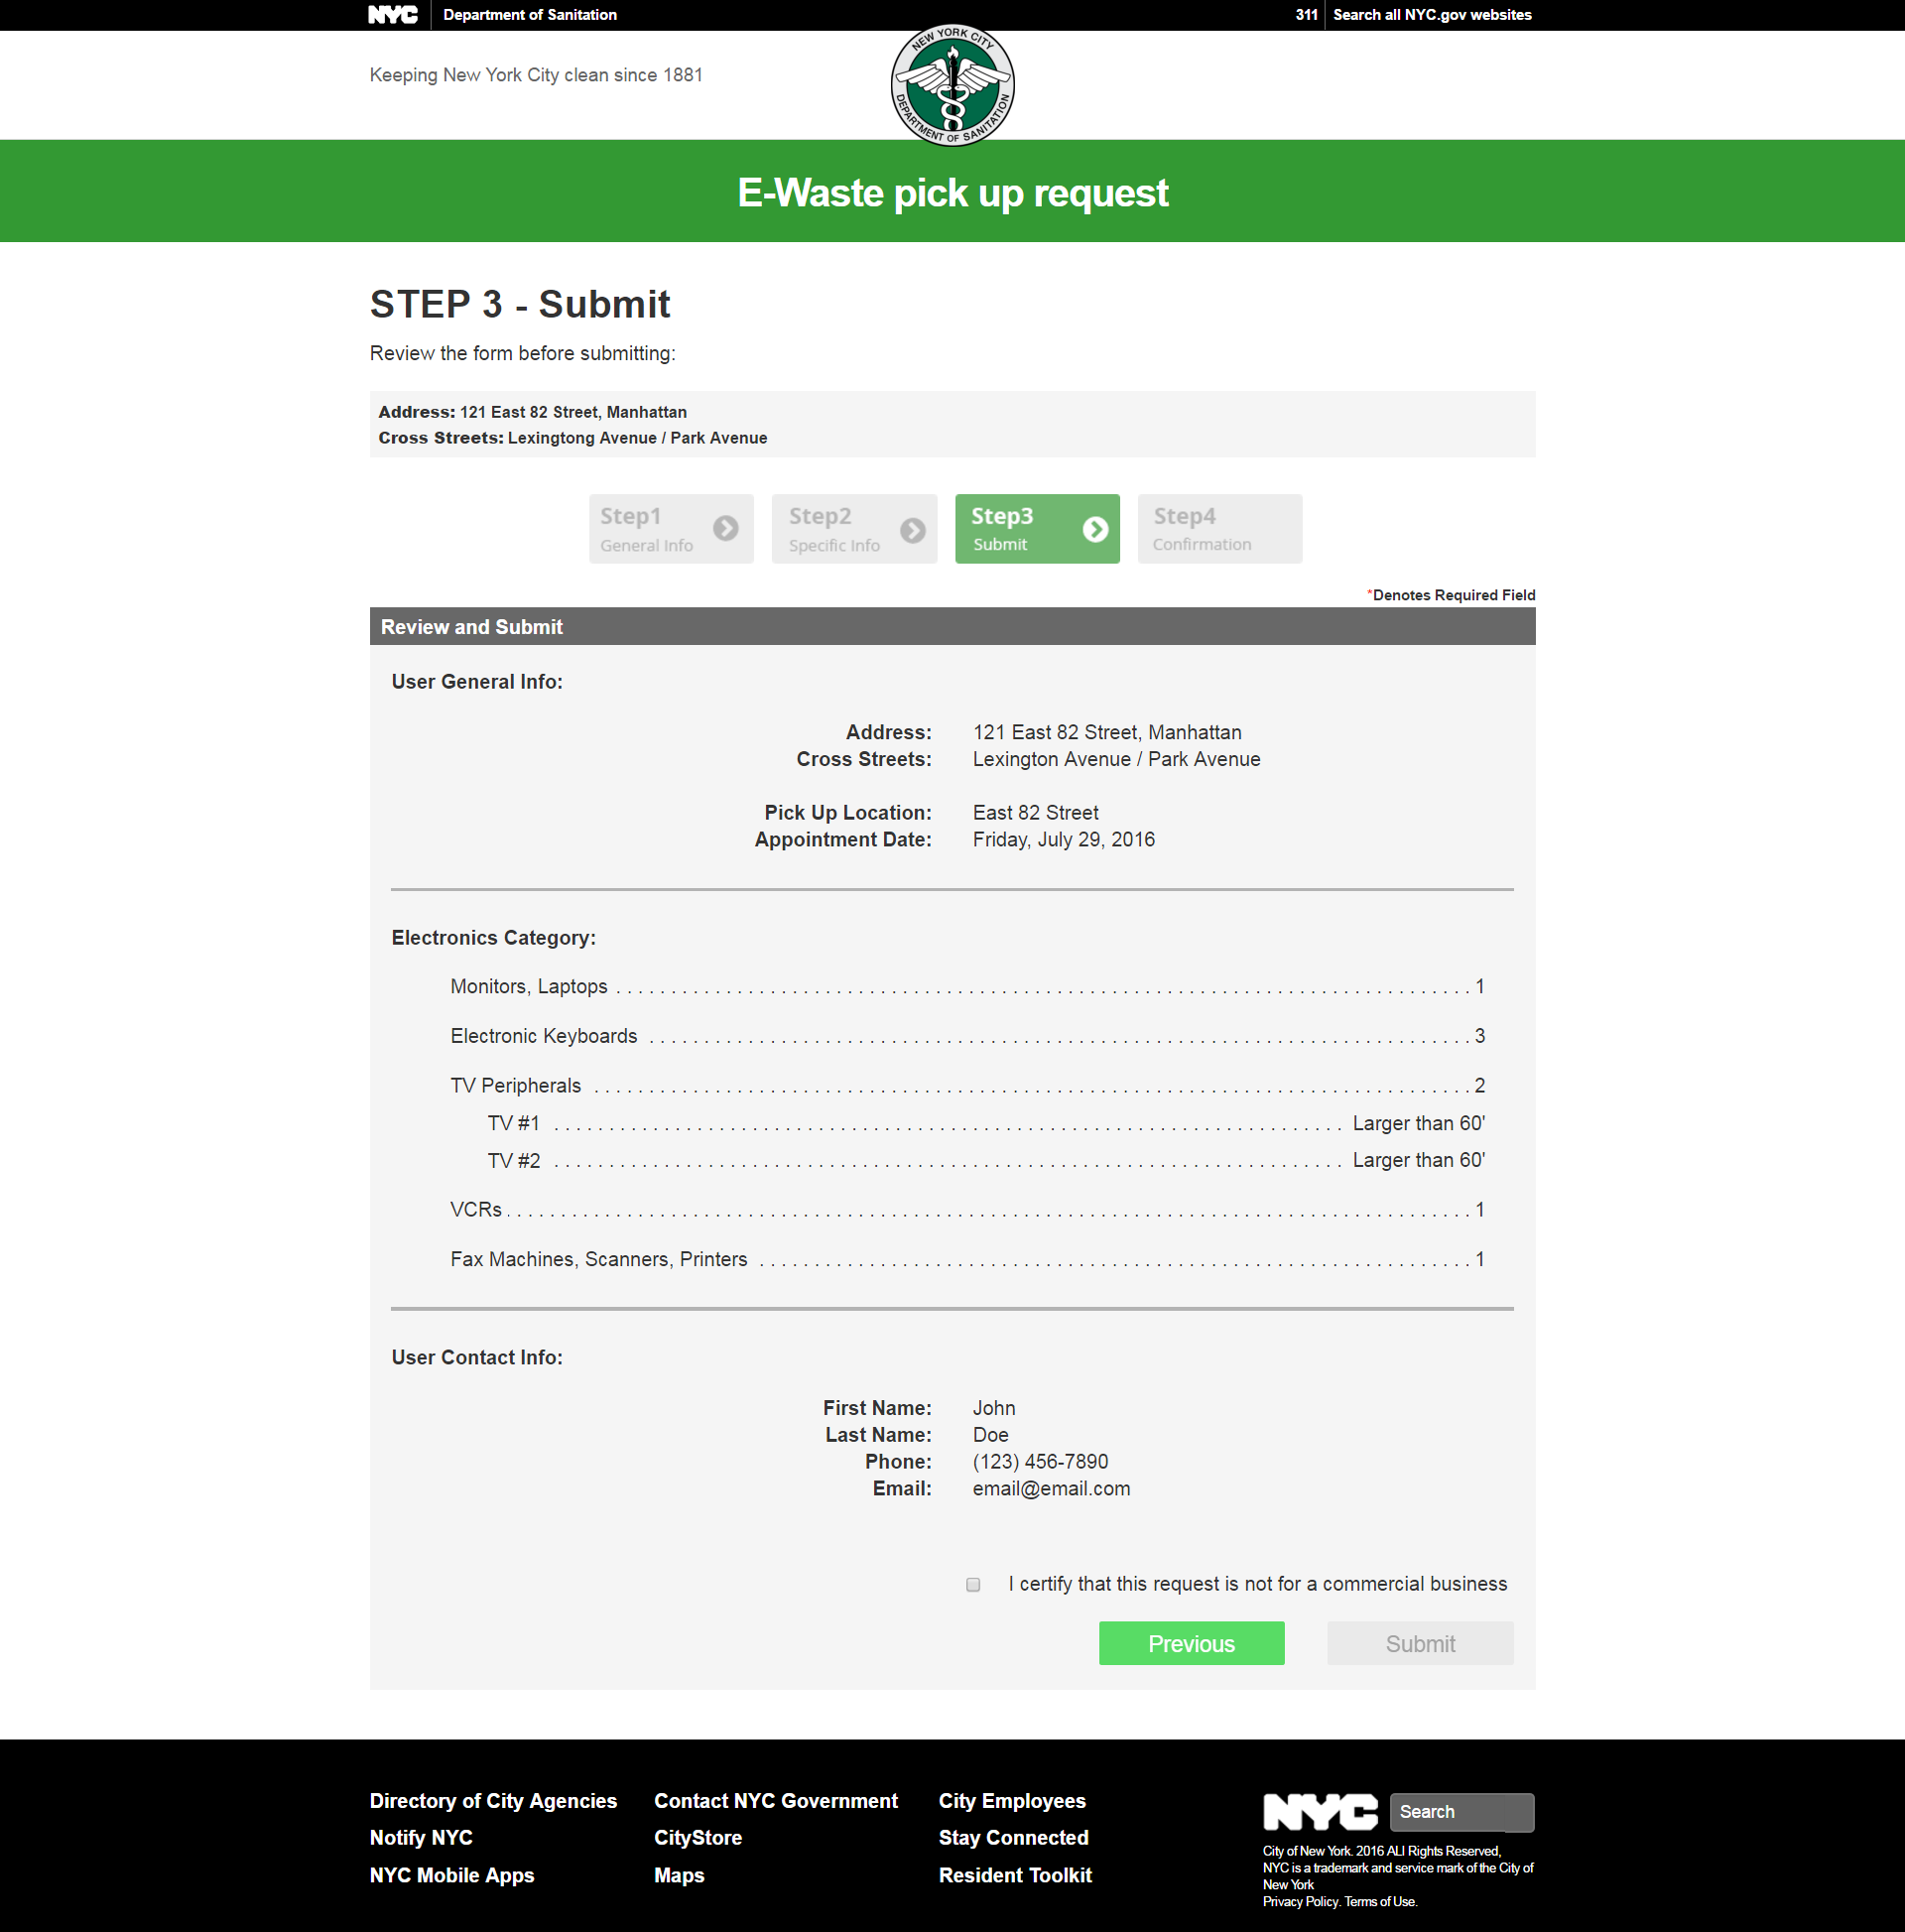 NYC Department of Sanitation 311 Search all NYC.gov websites
Keeping New York City clean since 1881
NEW YORK CITY
DEPARTMENT OF SANITATION
E-Waste pick up request
STEP 3 - Submit
Review the form before submitting:
Address: 121 East 82 Street, Manhattan
Cross Streets: Lexingtong Avenue / Park Avenue
Step1 Step2 Step3 Step4
General Info Specific Info Submit Confirmation
*Denotes Required Field
Review and Submit
User General Info:
Address: 121 East 82 Street, Manhattan
Cross Streets: Lexington Avenue / Park Avenue
Pick Up Location: East 82 Street
Appointment Date: Friday, July 29, 2016
Electronics Category:
Monitors, Laptops 1
Electronic Keyboards 3
TV Peripherals 2
TV #1 Larger than 60'
TV #2 Larger than 60'
VCRs 1
Fax Machines, Scanners, Printers 1
User Contact Info:
First Name: John
Last Name: Doe
Phone: (123) 456-7890
Email: email@email.com
I certify that this request is not for a commercial business
Previous Submit
Directory of City Agencies Contact NYC Government City Employees NYC Search
Notify NYC CityStore Stay Connected
NYC Mobile Apps Maps Resident Toolkit
City of New York. 2016 ALl Rights Reserved,
NYC is a trademark and service mark of the City of
New York
Privacy Policy. Terms of Use.